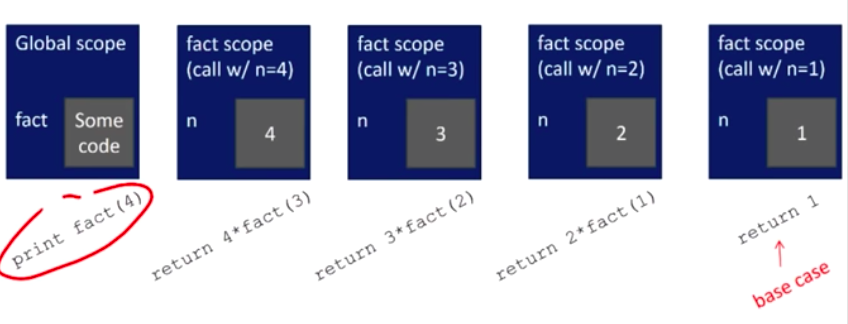 Global scope
fact
Some
code
print fact(4)
fact scope
(call w/ n=4)
n
4
return 4*fact(3)
fact scope
(call w/ n=3)
n
3
return 3*fact(2)
fact scope
(call w/ n=2)
n
2
return 2*fact(1)
fact scope
(call w/ n=1)
n
1
return 1
base case